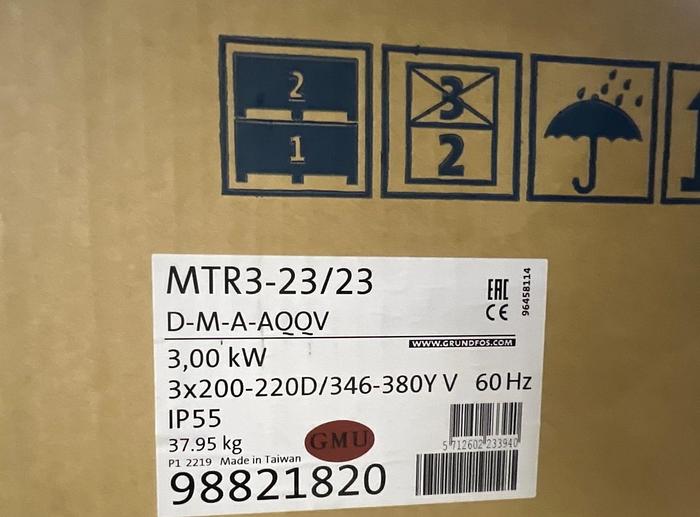 2
1
3
2
1
MTR3-23/23
D-M-A-AQQV
EAC
CE
96458114
WWW.GRUNDFOS.COM
3,00 kW
3x200-220D/346-380Y V 60 Hz
IP55
37.95 kg
GMU
5 712602 233940
P1 2219 Made in Taiwan
98821820